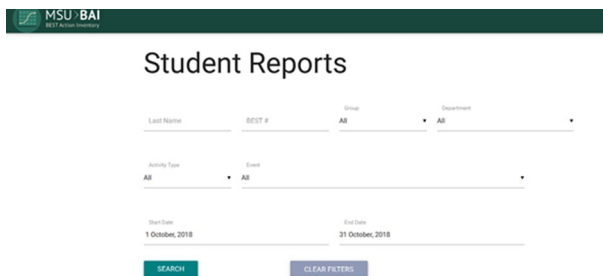 MSU>BAI
BEST Action Inventory
Student Reports
Last Name
BEST #
Group
All
Department
All
Activity Type
All
Event
All
Start Date
1 October, 2018
End Date
31 October, 2018
SEARCH
CLEAR FILTERS